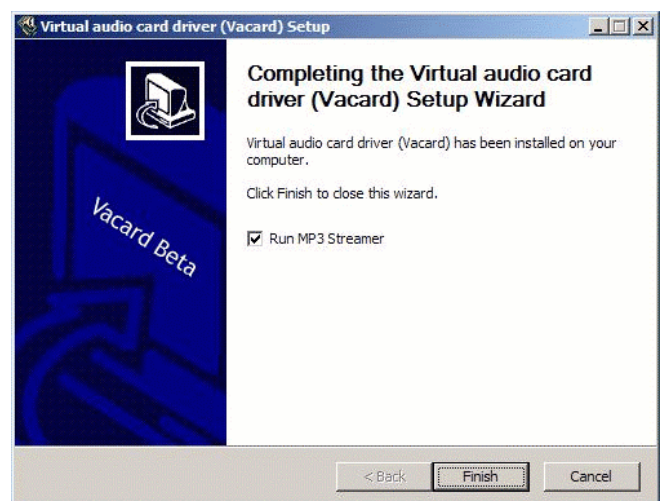 Virtual audio card driver (Vacard) Setup
Completing the Virtual audio card
driver (Vacard) Setup Wizard
Virtual audio card driver (Vacard) has been installed on your
computer.
Click Finish to close this wizard.
Run MP3 Streamer
Vacard Beta
< Back
Finish
Cancel